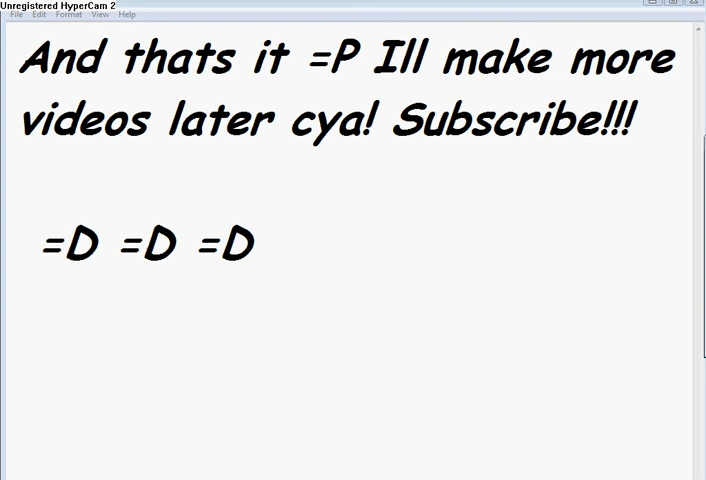 Unregistered HyperCam 2
File Edit Format View Help
And thats it =P Ill make more
videos later cya! Subscribe!!!
=D =D =D